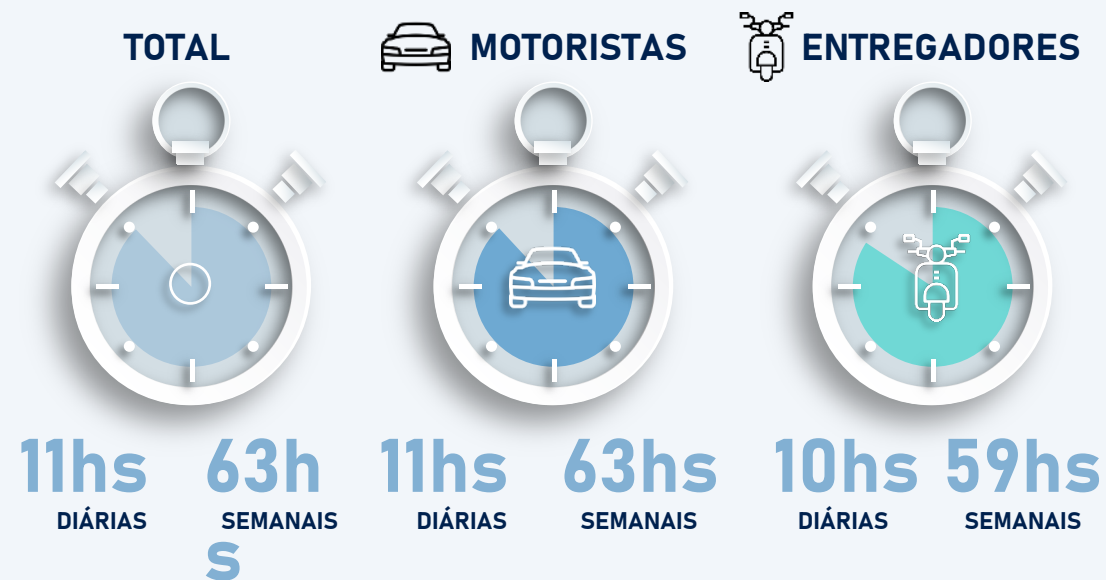 TOTAL
MOTORISTAS
ENTREGADORES
11hs
DIÁRIAS
63h
s
SEMANAIS
11hs
DIÁRIAS
63hs
SEMANAIS
10hs
DIÁRIAS
59hs
SEMANAIS